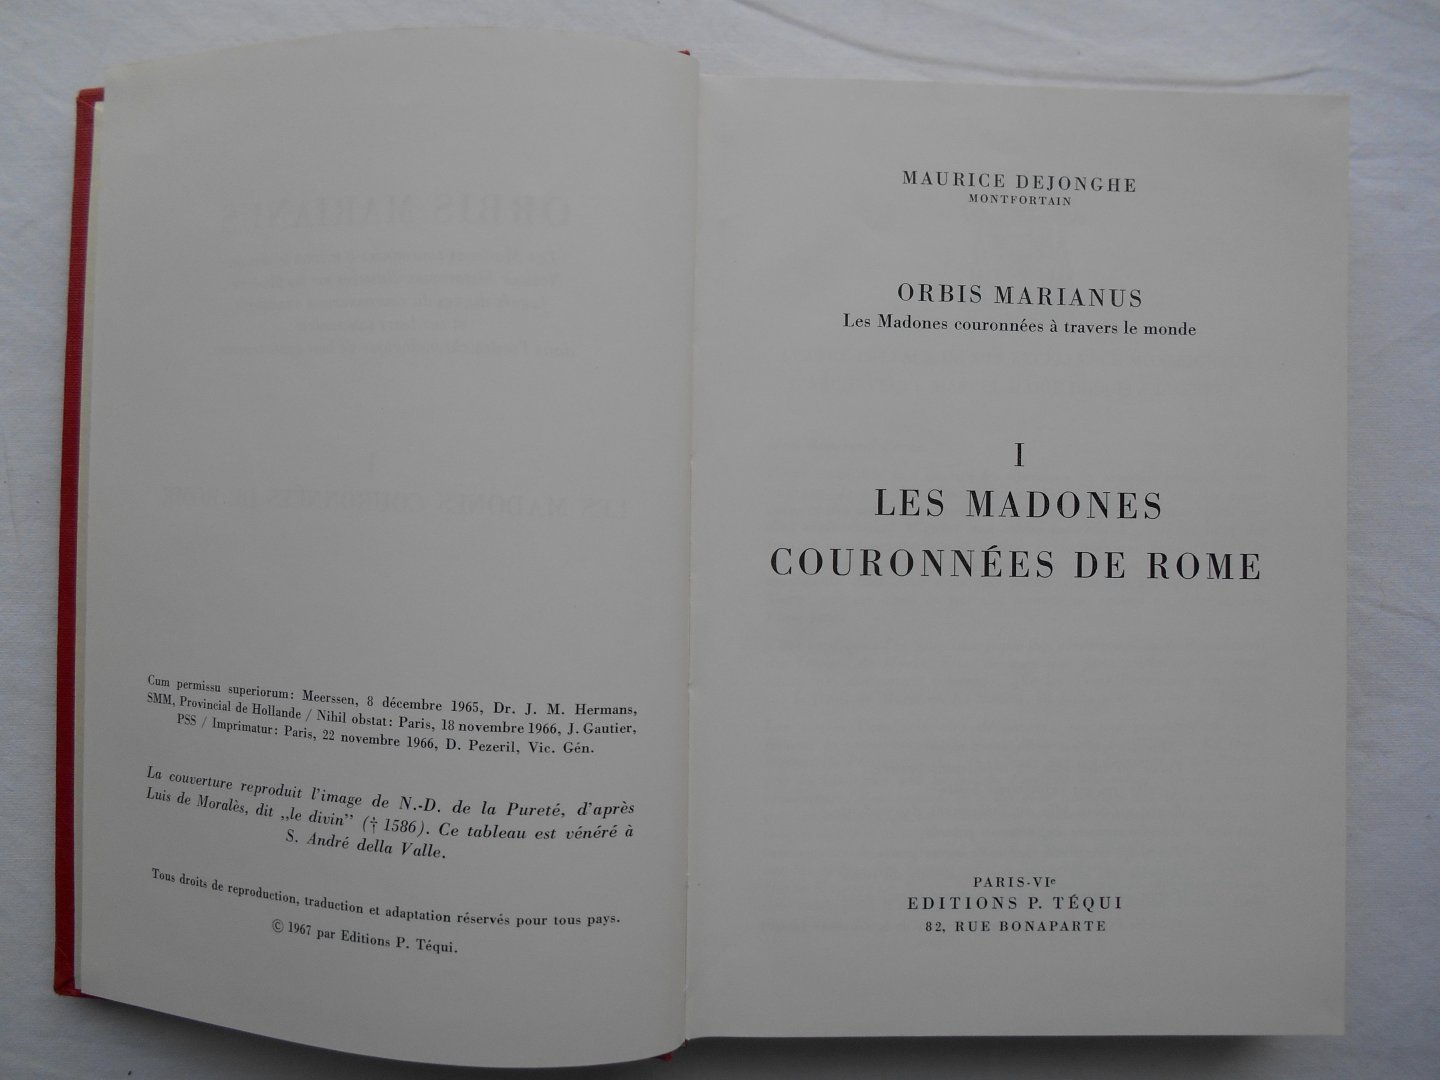 Cum permissu superiorum: Meerssen, 8 décembre 1965, Dr. J. M. Hermans,
SMM, Provincial de Hollande / Nihil obstat: Paris, 18 novembre 1966, J. Gautier,
PSS / Imprimatur: Paris, 22 novembre 1966, D. Pezeril, Vic. Gén.
La couverture reproduit l'image de N.-D. de la Pureté, d'après
Luis de Moralès, dit „le divin” († 1586). Ce tableau est vénéré à
S. André della Valle.
Tous droits de reproduction, traduction et adaptation réservés pour tous pays.
© 1967 par Editions P. Téqui.
MAURICE DEJONGHE
MONTFORTAIN
ORBIS MARIANUS
Les Madones couronnées à travers le monde
I
LES MADONES
COURONNÉES DE ROME
PARIS-VIe
EDITIONS P. TÉQUI
82, RUE BONAPARTE